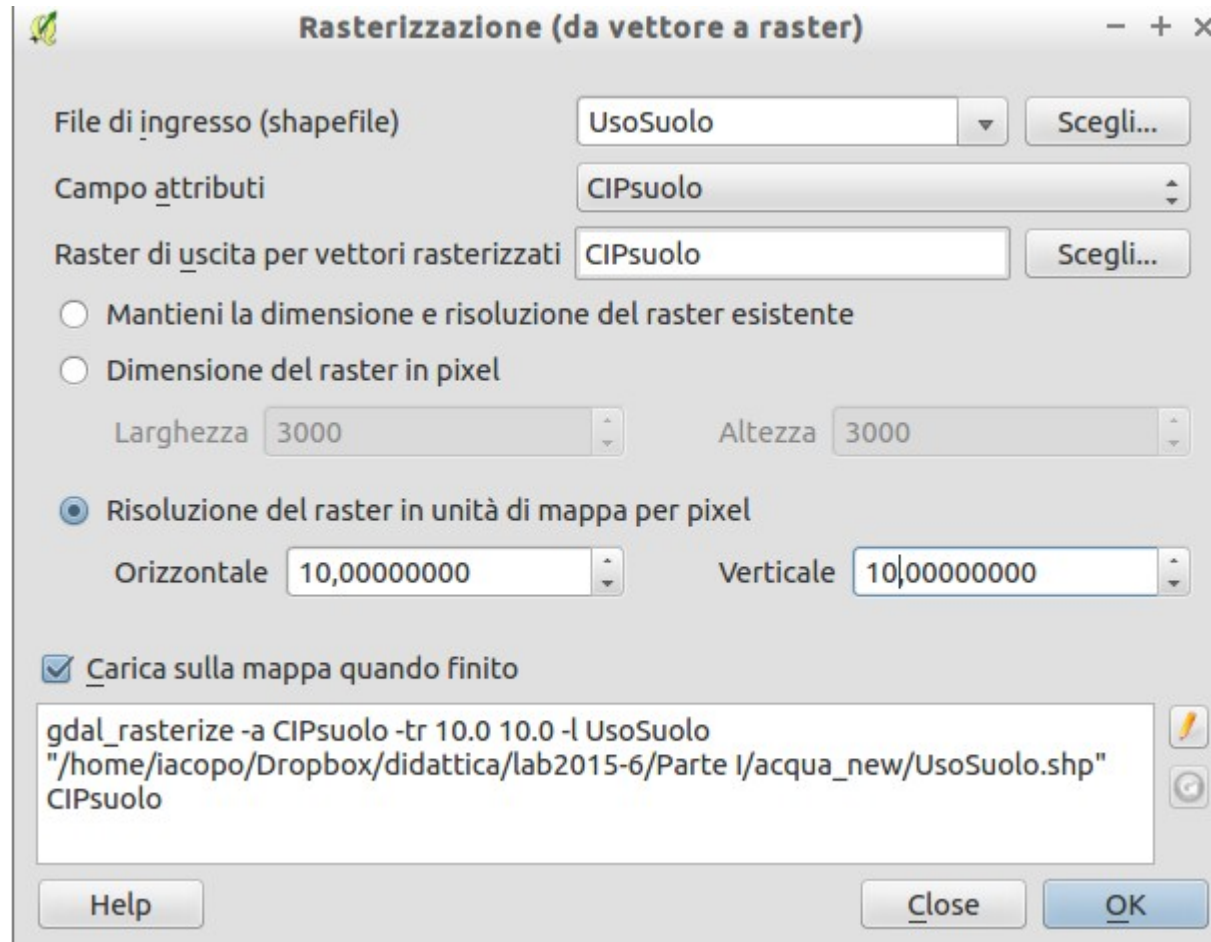 Rasterizzazione (da vettore a raster)
File di ingresso (shapefile) UsoSuolo Scegli...
Campo attributi CIPsuolo
Raster di uscita per vettori rasterizzati CIPsuolo Scegli...
Mantieni la dimensione e risoluzione del raster esistente
Dimensione del raster in pixel
Larghezza 3000 Altezza 3000
Risoluzione del raster in unità di mappa per pixel
Orizzontale 10,00000000 Verticale 10,00000000
Carica sulla mappa quando finito
gdal_rasterize -a CIPsuolo -tr 10.0 10.0 -l UsoSuolo
"/home/iacopo/Dropbox/didattica/lab2015-6/Parte I/acqua_new/UsoSuolo.shp"
CIPsuolo
Help Close OK